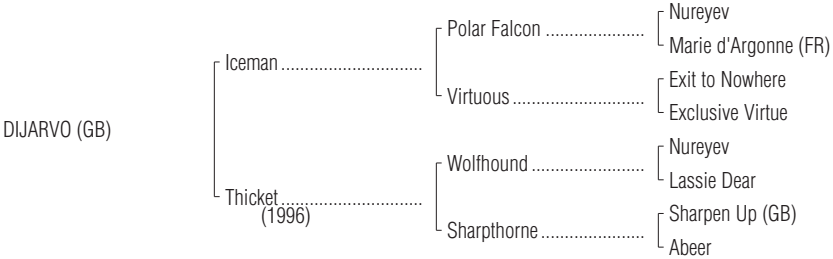 Nureyev
Polar Falcon ....................
Marie d'Argonne (FR)
Iceman ..............................
Exit to Nowhere
Virtuous ............................
Exclusive Virtue
DIJARVO (GB)
Nureyev
Wolfhound ........................
Lassie Dear
Thicket ..............................
(1996)
Sharpen Up (GB)
Sharpthorne ......................
Abeer